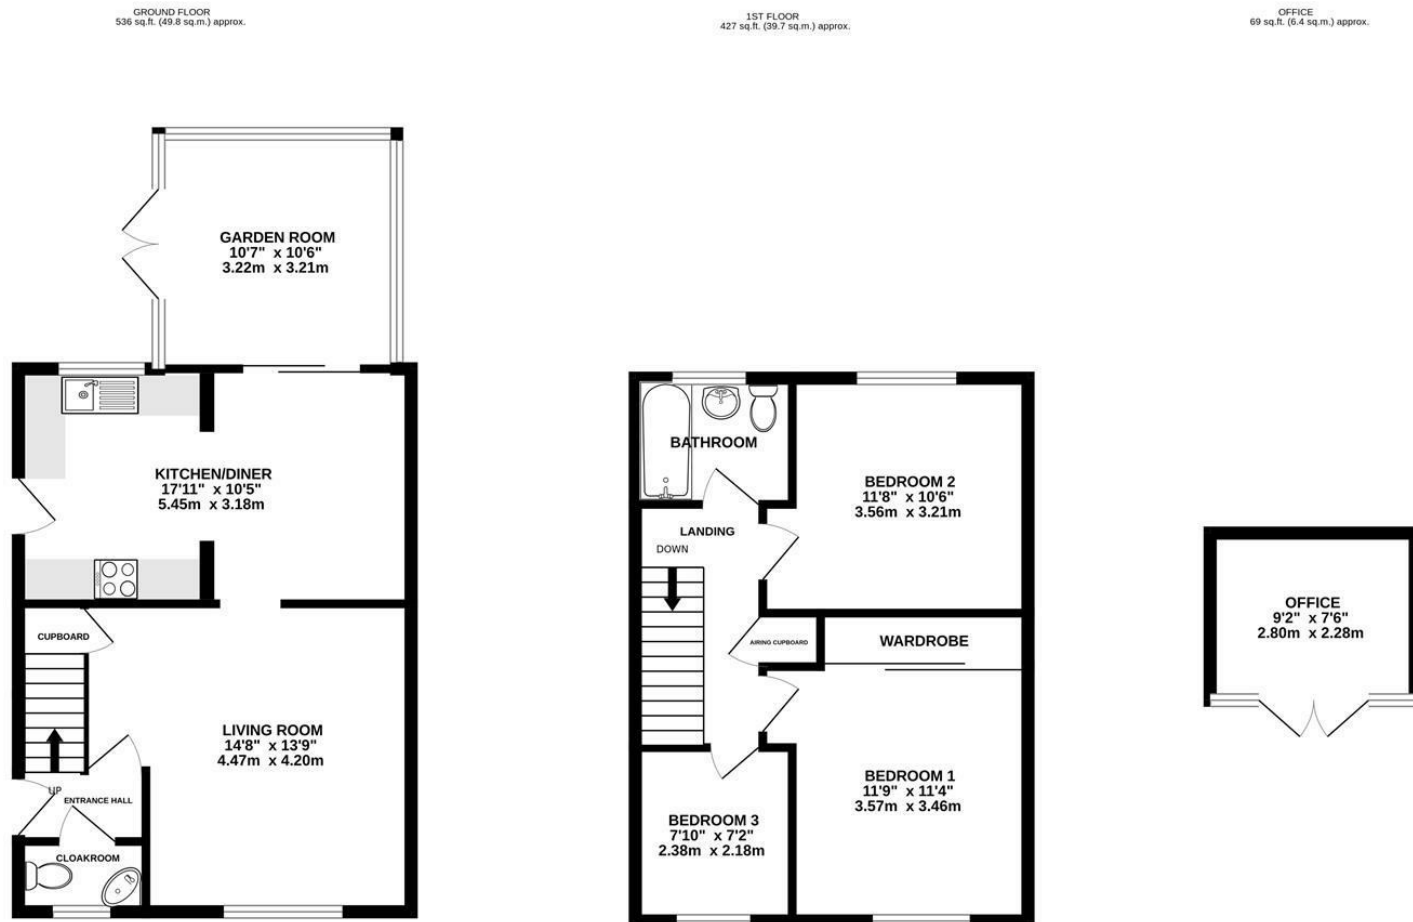 GROUND FLOOR
536 sq.ft. (49.8 sq.m.) approx.
1ST FLOOR
427 sq.ft. (39.7 sq.m.) approx.
OFFICE
69 sq.ft. (6.4 sq.m.) approx.
GARDEN ROOM
10'7" x 10'6"
3.22m x 3.21m
KITCHEN/DINER
17'11" x 10'5"
5.45m x 3.18m
CUPBOARD
LIVING ROOM
14'8" x 13'9"
4.47m x 4.20m
UP
ENTRANCE HALL
CLOAKROOM
BATHROOM
BEDROOM 2
11'8" x 10'6"
3.56m x 3.21m
LANDING
DOWN
AIRING CUPBOARD
WARDROBE
BEDROOM 1
11'9" x 11'4"
3.57m x 3.46m
BEDROOM 3
7'10" x 7'2"
2.38m x 2.18m
OFFICE
9'2" x 7'6"
2.80m x 2.28m